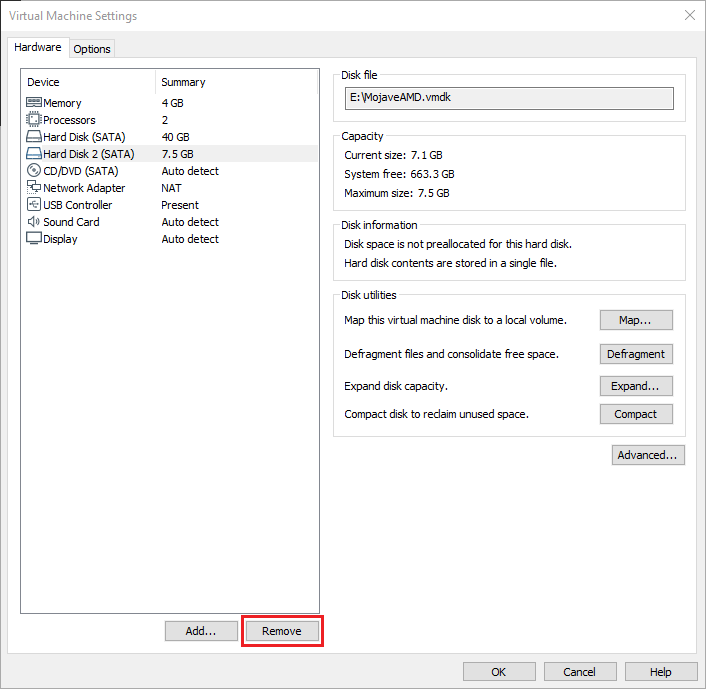 Virtual Machine Settings
Hardware Options
Device Summary
Memory 4 GB
Processors 2
Hard Disk (SATA) 40 GB
Hard Disk 2 (SATA) 7.5 GB
CD/DVD (SATA) Auto detect
Network Adapter NAT
USB Controller Present
Sound Card Auto detect
Display Auto detect
Add... Remove
Disk file
E:\MojaveAMD.vmdk
Capacity
Current size: 7.1 GB
System free: 663.3 GB
Maximum size: 7.5 GB
Disk information
Disk space is not preallocated for this hard disk.
Hard disk contents are stored in a single file.
Disk utilities
Map this virtual machine disk to a local volume. Map...
Defragment files and consolidate free space. Defragment
Expand disk capacity. Expand...
Compact disk to reclaim unused space. Compact
Advanced...
OK Cancel Help